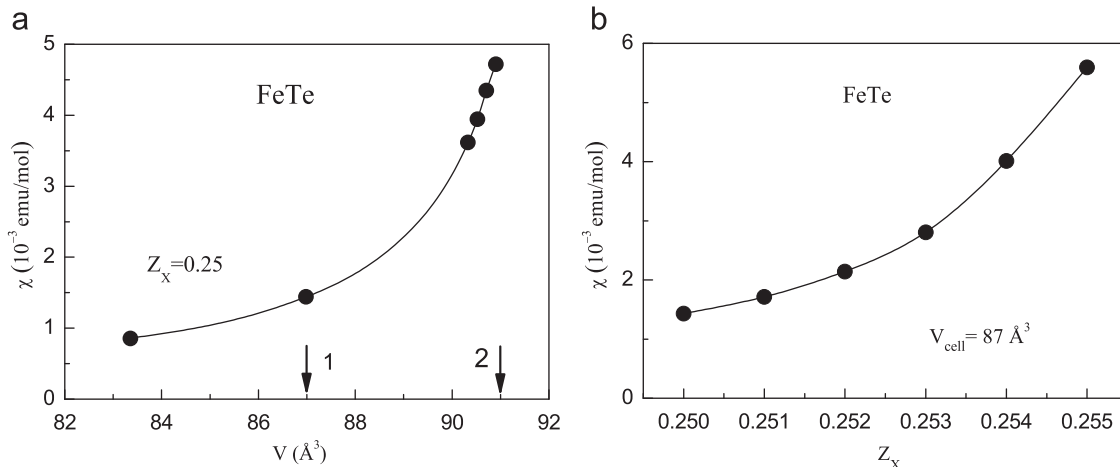 a
5
4
3
2
1
0
χ (10⁻³ emu/mol)
FeTe
Z_X=0.25
1
2
82
84
86
88
90
92
V (Å³)
b
6
4
2
0
χ (10⁻³ emu/mol)
FeTe
V_cell= 87 Å³
0.250
0.251
0.252
0.253
0.254
0.255
Z_X